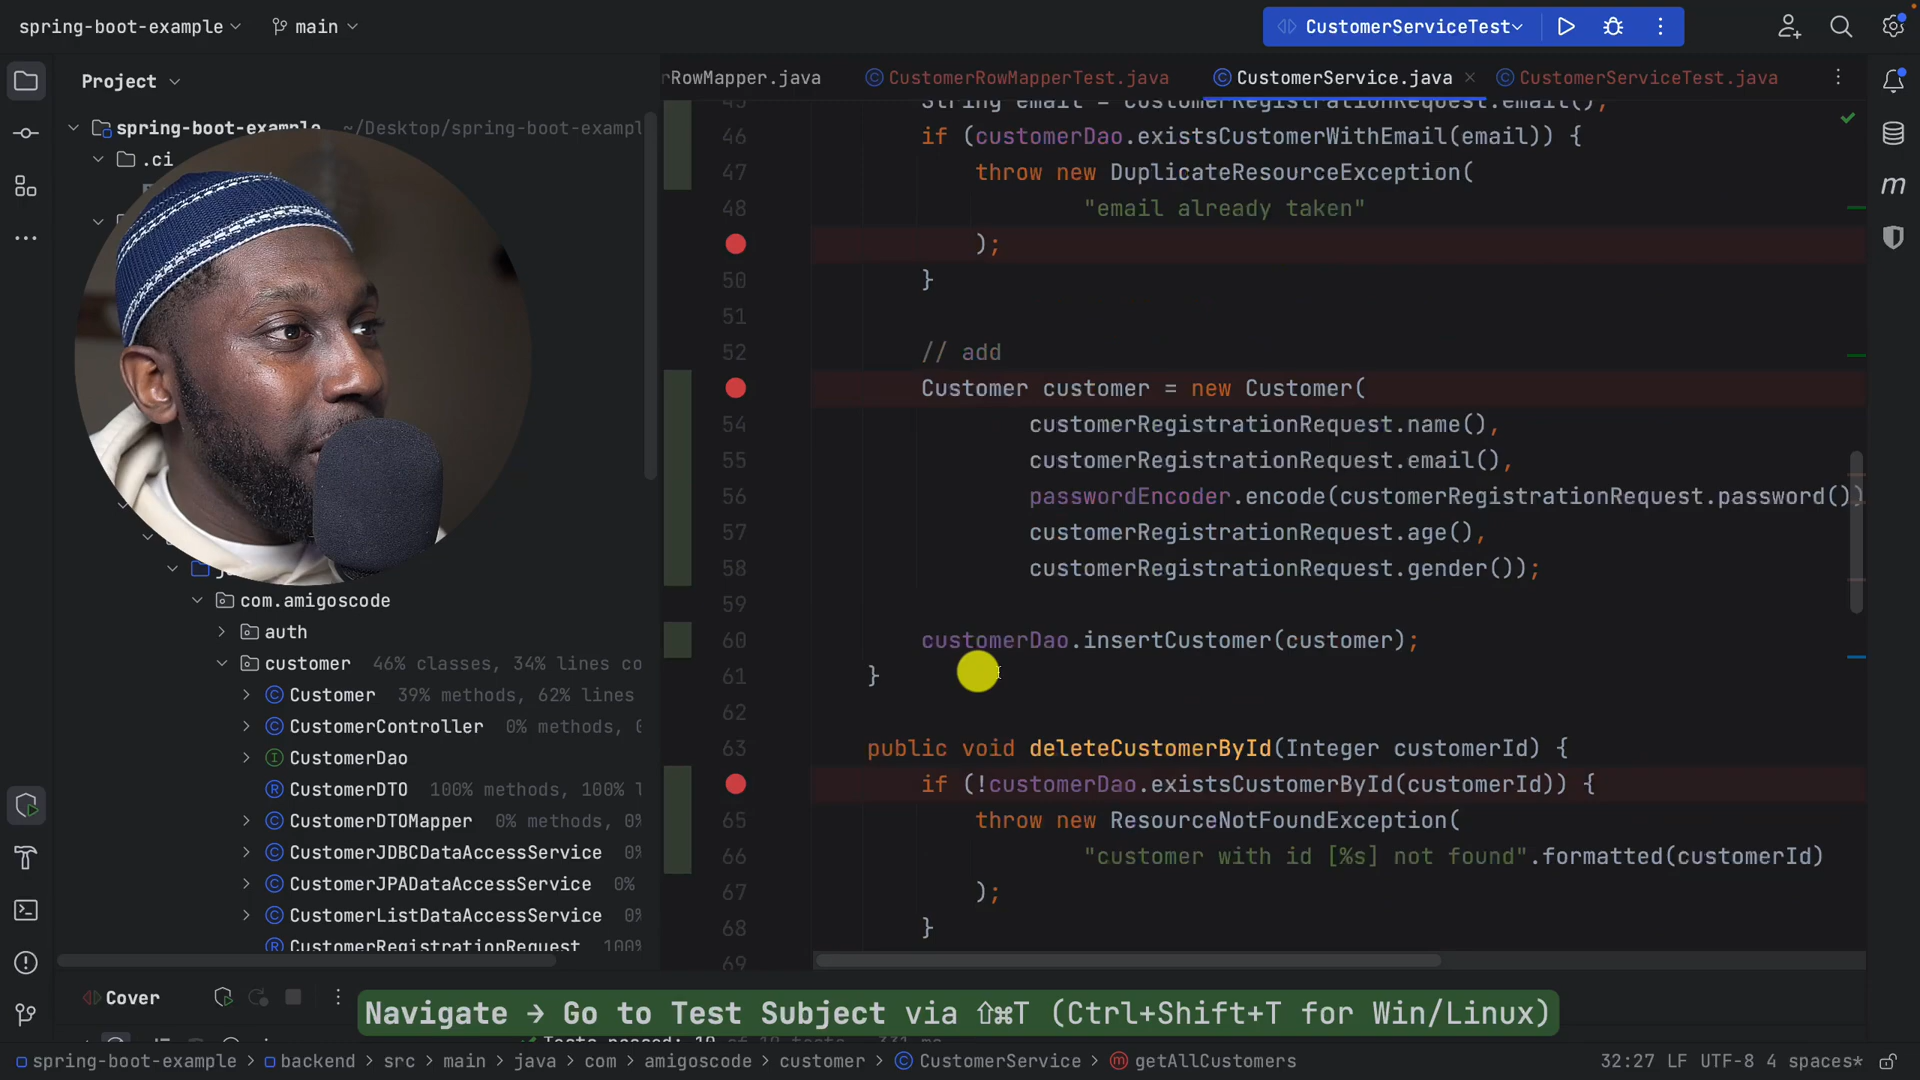 spring-boot-example
main
CustomerServiceTest
Project
rRowMapper.java
CustomerRowMapperTest.java
CustomerService.java
CustomerServiceTest.java
spring-boot-example ~/Desktop/spring-boot-exampl
.ci
com.amigoscode
auth
customer 46% classes, 34% lines co
Customer 39% methods, 62% lines
CustomerController 0% methods, 0
CustomerDao
CustomerDTO 100% methods, 100% l
CustomerDTOMapper 0% methods, 0%
CustomerJDBCDataAccessService 0%
CustomerJPADataAccessService 0%
CustomerListDataAccessService 0%
CustomerRegistrationRequest 100%
45 String email = customerRegistrationRequest.email();
46 if (customerDao.existsCustomerWithEmail(email)) {
47 throw new DuplicateResourceException(
48 "email already taken"
);
50 }
51
52 // add
Customer customer = new Customer(
54 customerRegistrationRequest.name(),
55 customerRegistrationRequest.email(),
56 passwordEncoder.encode(customerRegistrationRequest.password())
57 customerRegistrationRequest.age(),
58 customerRegistrationRequest.gender());
59
60 customerDao.insertCustomer(customer);
61 }
62
63 public void deleteCustomerById(Integer customerId) {
if (!customerDao.existsCustomerById(customerId)) {
65 throw new ResourceNotFoundException(
66 "customer with id [%s] not found".formatted(customerId)
67 );
68 }
69
Cover
Navigate → Go to Test Subject via ⇧⌘T (Ctrl+Shift+T for Win/Linux)
spring-boot-example > backend > src > main > java > com > amigoscode > customer > CustomerService > getAllCustomers
32:27 LF UTF-8 4 spaces*